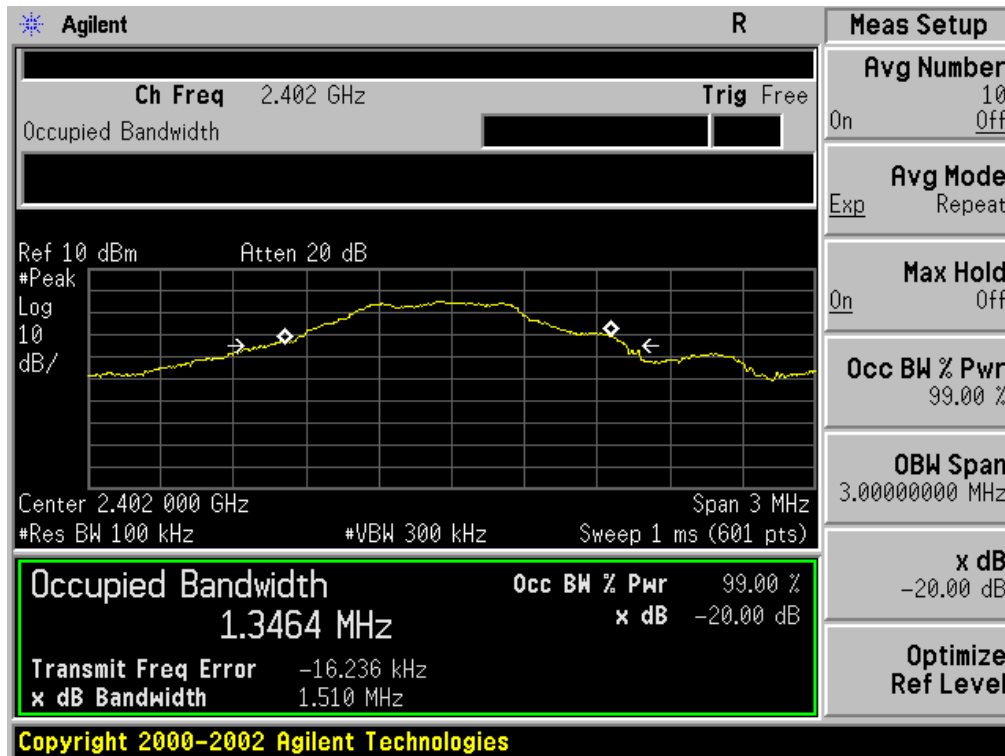 Agilent R
Ch Freq 2.402 GHz Trig Free
Occupied Bandwidth
Ref 10 dBm Atten 20 dB
#Peak
Log
10
dB/
Center 2.402 000 GHz Span 3 MHz
#Res BW 100 kHz #VBW 300 kHz Sweep 1 ms (601 pts)
Occupied Bandwidth Occ BW % Pwr 99.00 %
1.3464 MHz x dB -20.00 dB
Transmit Freq Error -16.236 kHz
x dB Bandwidth 1.510 MHz
Copyright 2000-2002 Agilent Technologies
Meas Setup
Avg Number
10
On Off
Avg Mode
Exp Repeat
Max Hold
On Off
Occ BW % Pwr
99.00 %
OBW Span
3.00000000 MHz
x dB
-20.00 dB
Optimize
Ref Level